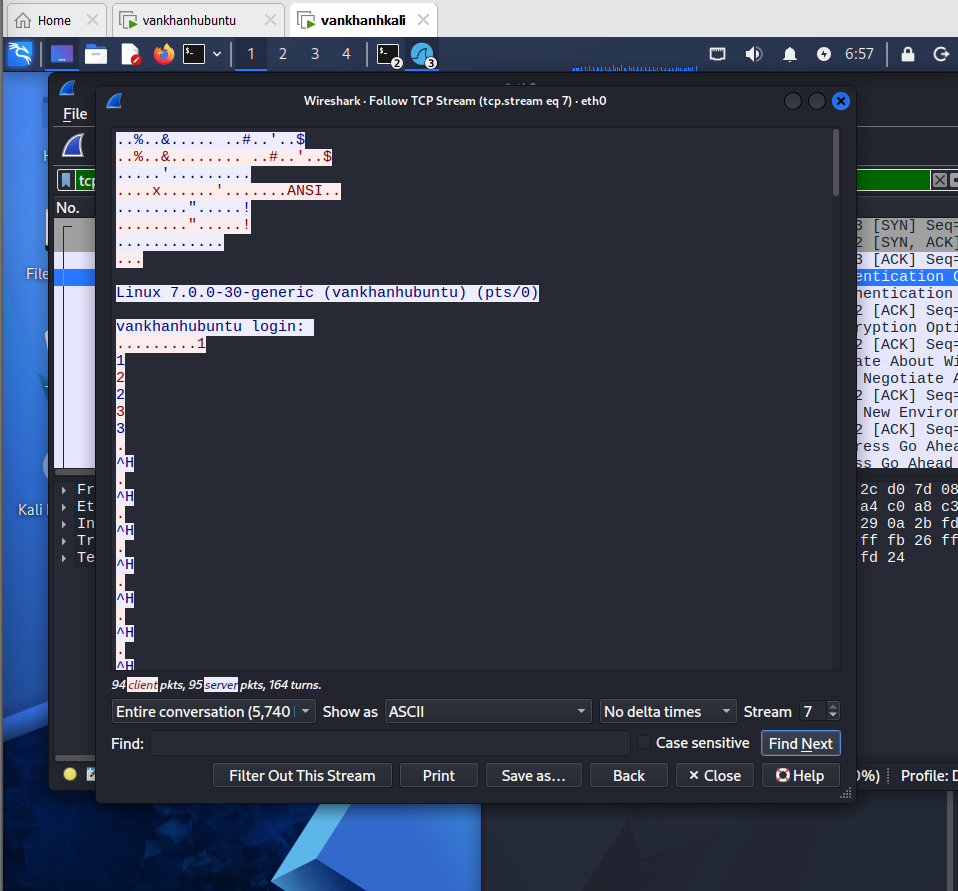 Home
vankhanhubuntu
vankhanhkali
1 2 3 4
2
3
6:57
Wireshark · Follow TCP Stream (tcp.stream eq 7) · eth0
File
tcp
No.
..%..&..... ..#..'..$
..%..&........ ..#..'..$
.....'.........
....x......'.......ANSI..
........".....!
........".....!
............
...
Linux 7.0.0-30-generic (vankhanhubuntu) (pts/0)
vankhanhubuntu login:
.........1
1
2
2
3
3
.
^H
.
^H
.
^H
.
^H
.
^H
.
^H
.
^H
3 [SYN] Seq=
2 [SYN, ACK]
3 [ACK] Seq=
entication O
hentication
2 [ACK] Seq=
ryption Opti
2 [ACK] Seq=
ate About Wi
Negotiate A
2 [ACK] Seq=
New Environ
2 [ACK] Seq=
ress Go Ahea
ss Go Ahead
File
Kali
Fr
Et
In
Tr
Te
2c d0 7d 08
a4 c0 a8 c3
29 0a 2b fd
ff fb 26 ff
fd 24
94 client pkts, 95 server pkts, 164 turns.
Entire conversation (5,740
Show as
ASCII
No delta times
Stream
7
Find:
Case sensitive
Find Next
Filter Out This Stream
Print
Save as…
Back
Close
Help
0%)
Profile: D